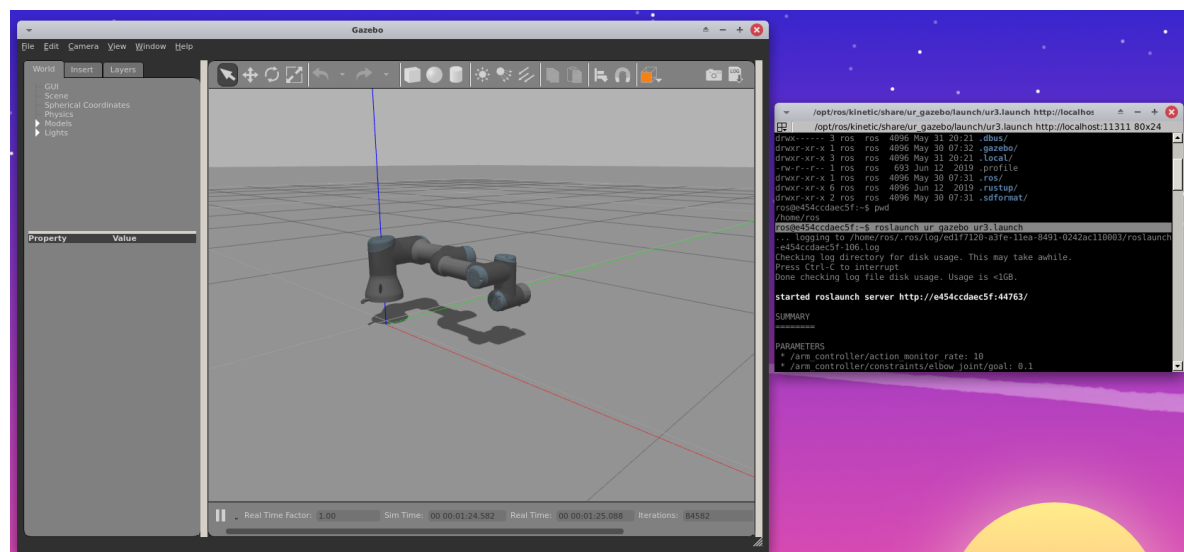 Gazebo
File Edit Camera View Window Help
World Insert Layers
GUI
Scene
Spherical Coordinates
Physics
Models
Lights
Property Value
LOG
Real Time Factor: 1.00 Sim Time: 00 00:01:24.582 Real Time: 00 00:01:25.088 Iterations: 84582
/opt/ros/kinetic/share/ur_gazebo/launch/ur3.launch http://localhos
/opt/ros/kinetic/share/ur_gazebo/launch/ur3.launch http://localhost:11311 80x24
drwx------ 3 ros ros 4096 May 31 20:21 .dbus/
drwxr-xr-x 1 ros ros 4096 May 30 07:32 .gazebo/
drwxr-xr-x 3 ros ros 4096 May 31 20:21 .local/
-rw-r--r-- 1 ros ros 693 Jun 12 2019 .profile
drwxr-xr-x 1 ros ros 4096 May 30 07:31 .ros/
drwxr-xr-x 6 ros ros 4096 Jun 12 2019 .rustup/
drwxr-xr-x 2 ros ros 4096 May 30 07:31 .sdformat/
ros@e454ccdaec5f:~$ pwd
/home/ros
ros@e454ccdaec5f:~$ roslaunch ur_gazebo ur3.launch
... logging to /home/ros/.ros/log/ed1f7120-a3fe-11ea-8491-0242ac110003/roslaunch
-e454ccdaec5f-106.log
Checking log directory for disk usage. This may take awhile.
Press Ctrl-C to interrupt
Done checking log file disk usage. Usage is <1GB.
started roslaunch server http://e454ccdaec5f:44763/
SUMMARY
========
PARAMETERS
* /arm_controller/action_monitor_rate: 10
* /arm_controller/constraints/elbow_joint/goal: 0.1